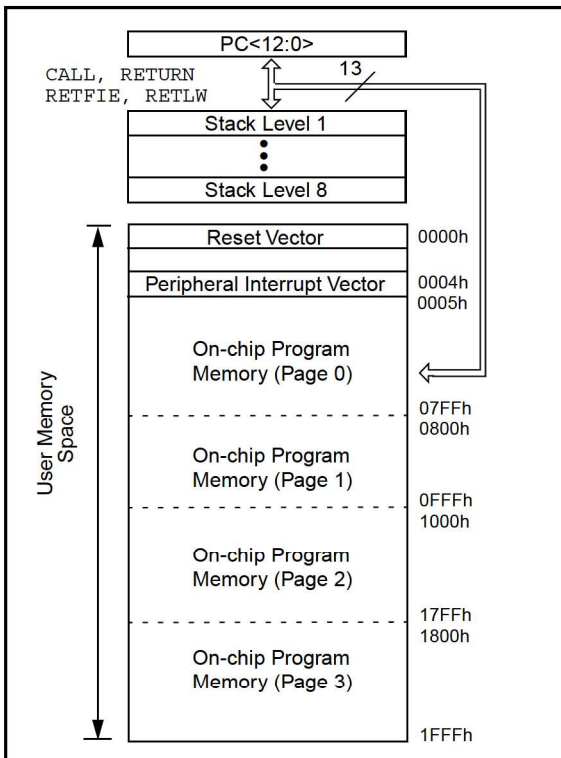 PC<12:0>
CALL, RETURN
RETFIE, RETLW
13
Stack Level 1
Stack Level 8
Reset Vector
0000h
Peripheral Interrupt Vector
0004h
0005h
On-chip Program
Memory (Page 0)
07FFh
0800h
User Memory
Space
On-chip Program
Memory (Page 1)
0FFFh
1000h
On-chip Program
Memory (Page 2)
17FFh
1800h
On-chip Program
Memory (Page 3)
1FFFh